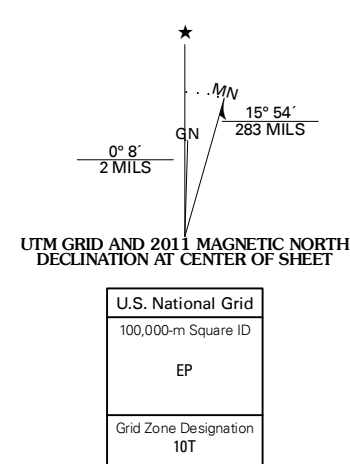 ★
MN
GN
15° 54´
283 MILS
0° 8´
2 MILS
UTM GRID AND 2011 MAGNETIC NORTH
DECLINATION AT CENTER OF SHEET
U.S. National Grid
100,000-m Square ID
EP
Grid Zone Designation
10T